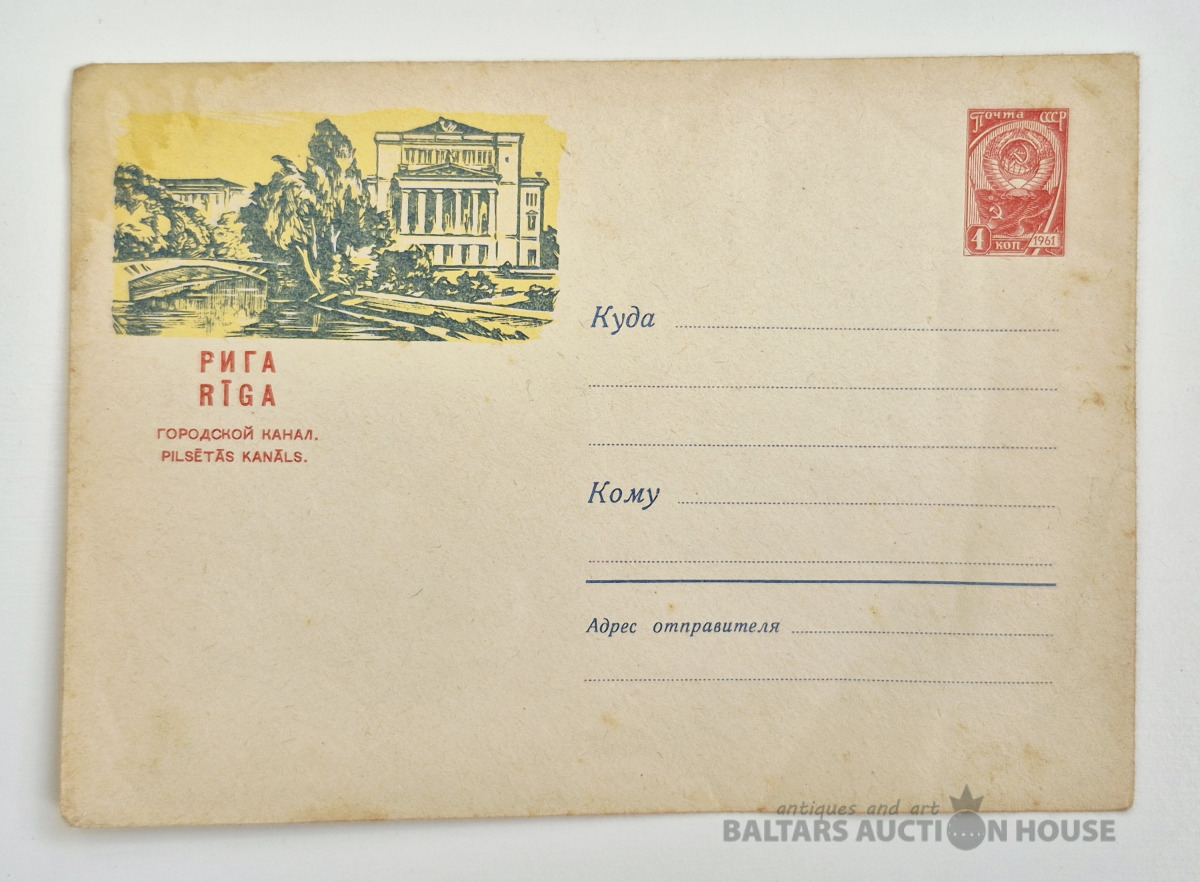 Почта СССР
4 КОП 1961
РИГА
RĪGA
ГОРОДСКОЙ КАНАЛ.
PILSĒTĀS KANĀLS.
Куда
Кому
Адрес отправителя
antiques and art
BALTARS AUCTION HOUSE